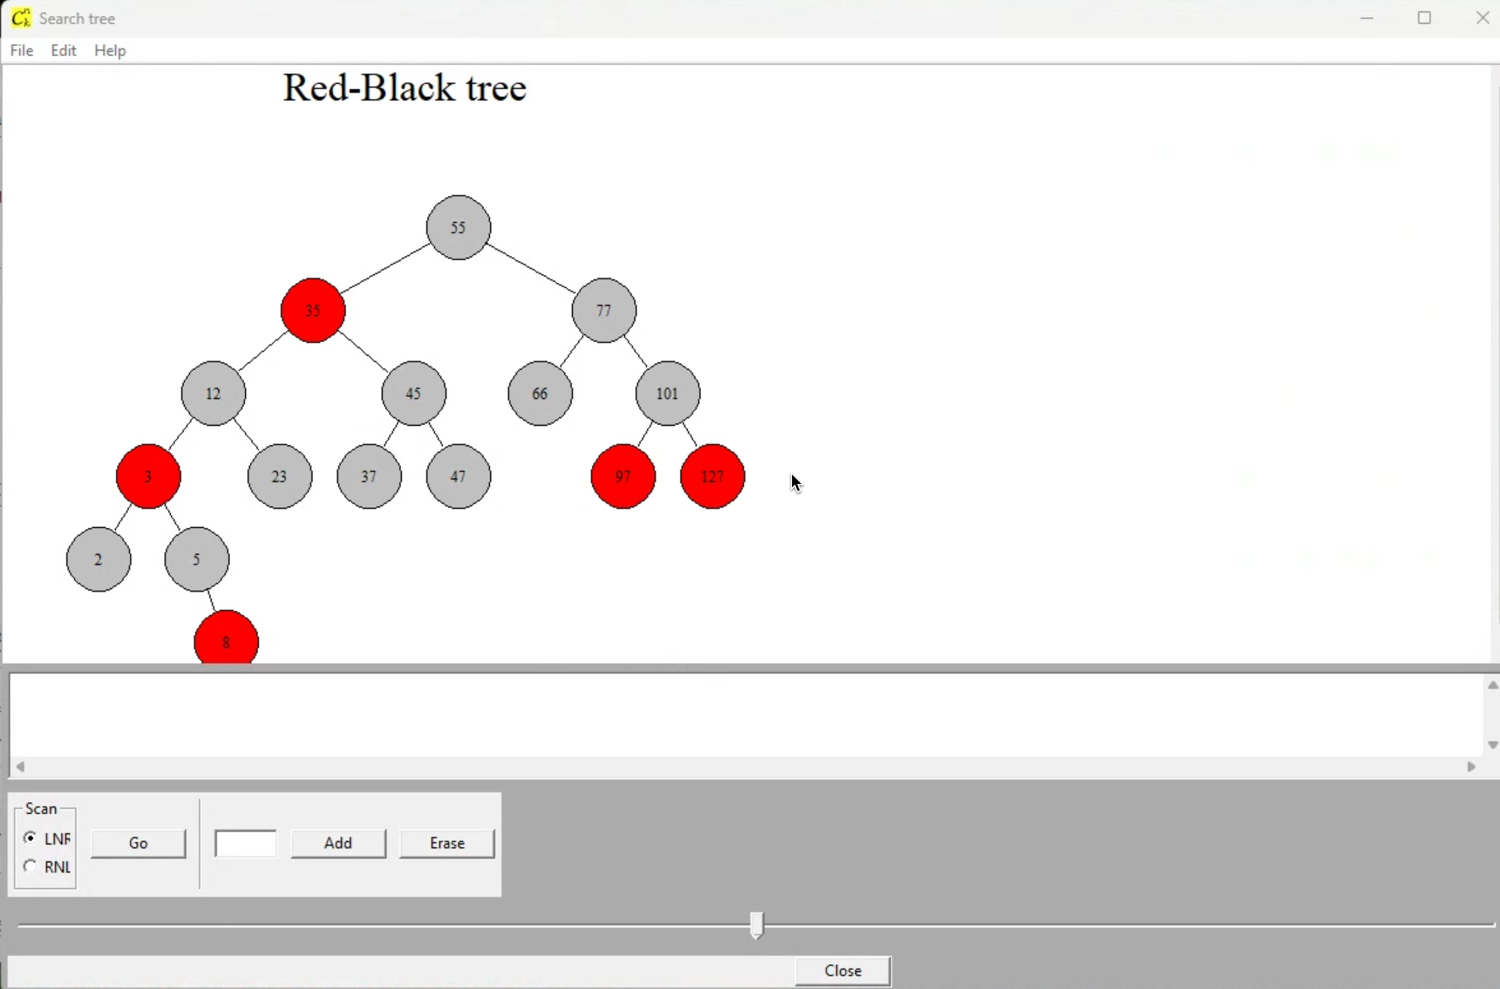 Search tree
File Edit Help
Red-Black tree
55
35 77
12 45 66 101
3 23 37 47 97 127
2 5
8
Scan
LNR
RNL
Go Add Erase
Close